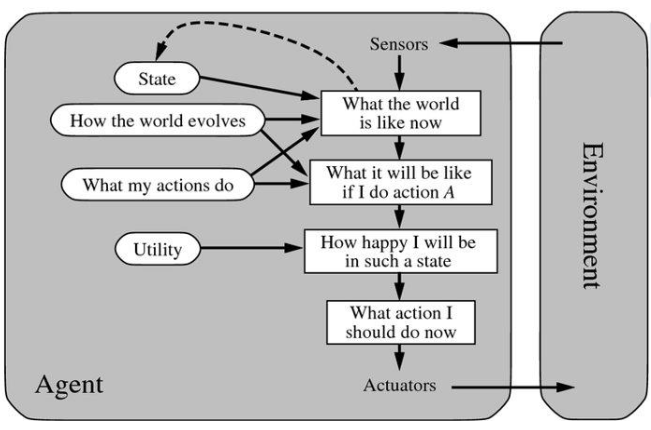 Sensors
State
What the world
is like now
How the world evolves
What my actions do
What it will be like
if I do action A
Utility
How happy I will be
in such a state
What action I
should do now
Agent
Actuators
Environment